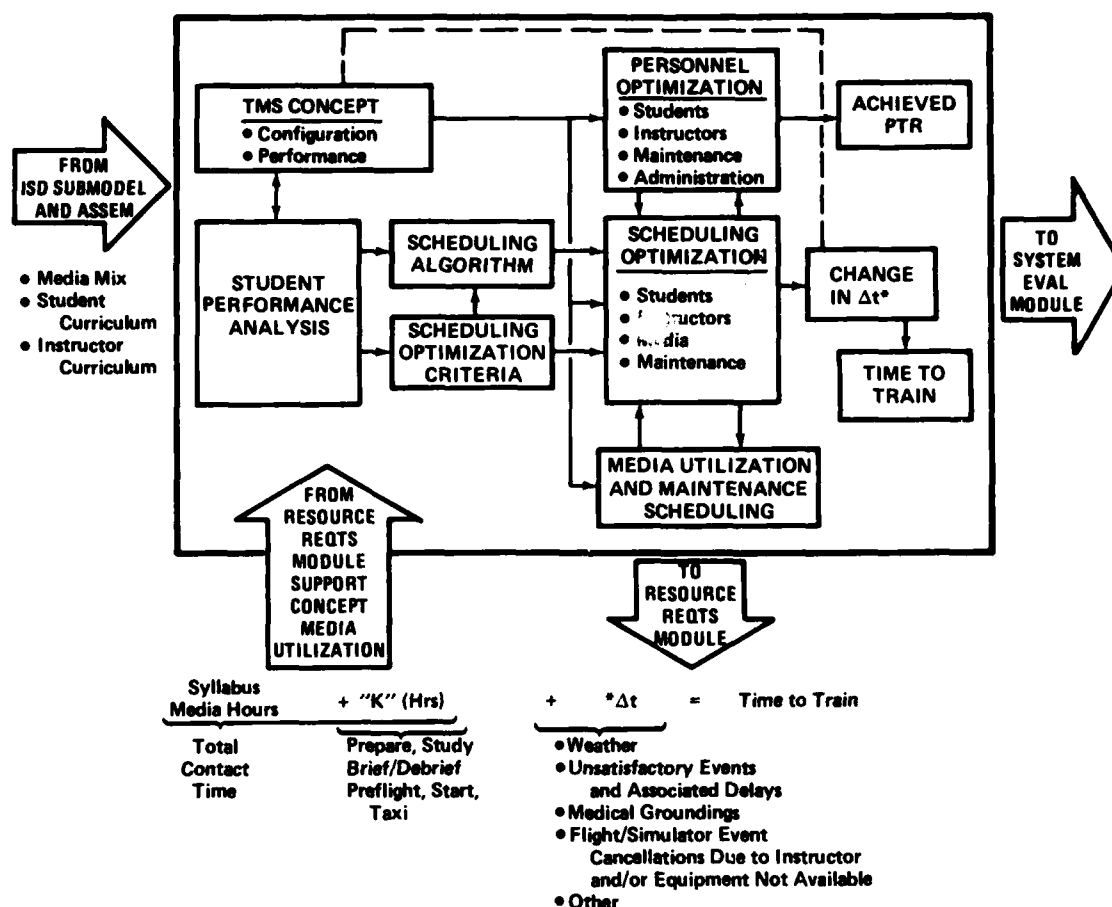 PERSONNEL
OPTIMIZATION
● Students
● Instructors
● Maintenance
● Administration
TMS CONCEPT
● Configuration
● Performance
ACHIEVED
PTR
FROM
ISD SUBMODEL
AND ASSEM
● Media Mix
● Student
Curriculum
● Instructor
Curriculum
STUDENT
PERFORMANCE
ANALYSIS
SCHEDULING
ALGORITHM
SCHEDULING
OPTIMIZATION
CRITERIA
SCHEDULING
OPTIMIZATION
● Students
● Instructors
● Media
● Maintenance
CHANGE
IN Δt*
TIME TO
TRAIN
TO
SYSTEM
EVAL
MODULE
MEDIA UTILIZATION
AND MAINTENANCE
SCHEDULING
FROM
RESOURCE
REQTS
MODULE
SUPPORT
CONCEPT
MEDIA
UTILIZATION
TO
RESOURCE
REQTS
MODULE
Syllabus
Media Hours + "K" (Hrs) + *Δt = Time to Train
Total
Contact
Time
Prepare, Study
Brief/Debrief
Preflight, Start,
Taxi
● Weather
● Unsatisfactory Events
and Associated Delays
● Medical Groundings
● Flight/Simulator Event
Cancellations Due to Instructor
and/or Equipment Not Available
● Other